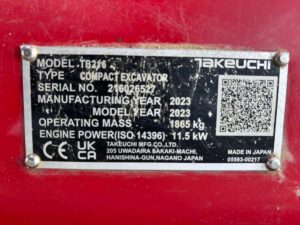 TAKEUCHI
MODEL TB216
TYPE COMPACT EXCAVATOR
SERIAL NO. 216026527
MANUFACTURING YEAR 2023
MODEL YEAR 2023
OPERATING MASS 1865 kg
ENGINE POWER(ISO 14396) 11.5 kW
CE UK CA
TAKEUCHI MFG.CO.,LTD.
205 UWADAIRA SAKAKI-MACHI,
HANISHINA-GUN,NAGANO JAPAN
MADE IN JAPAN
05593-00217